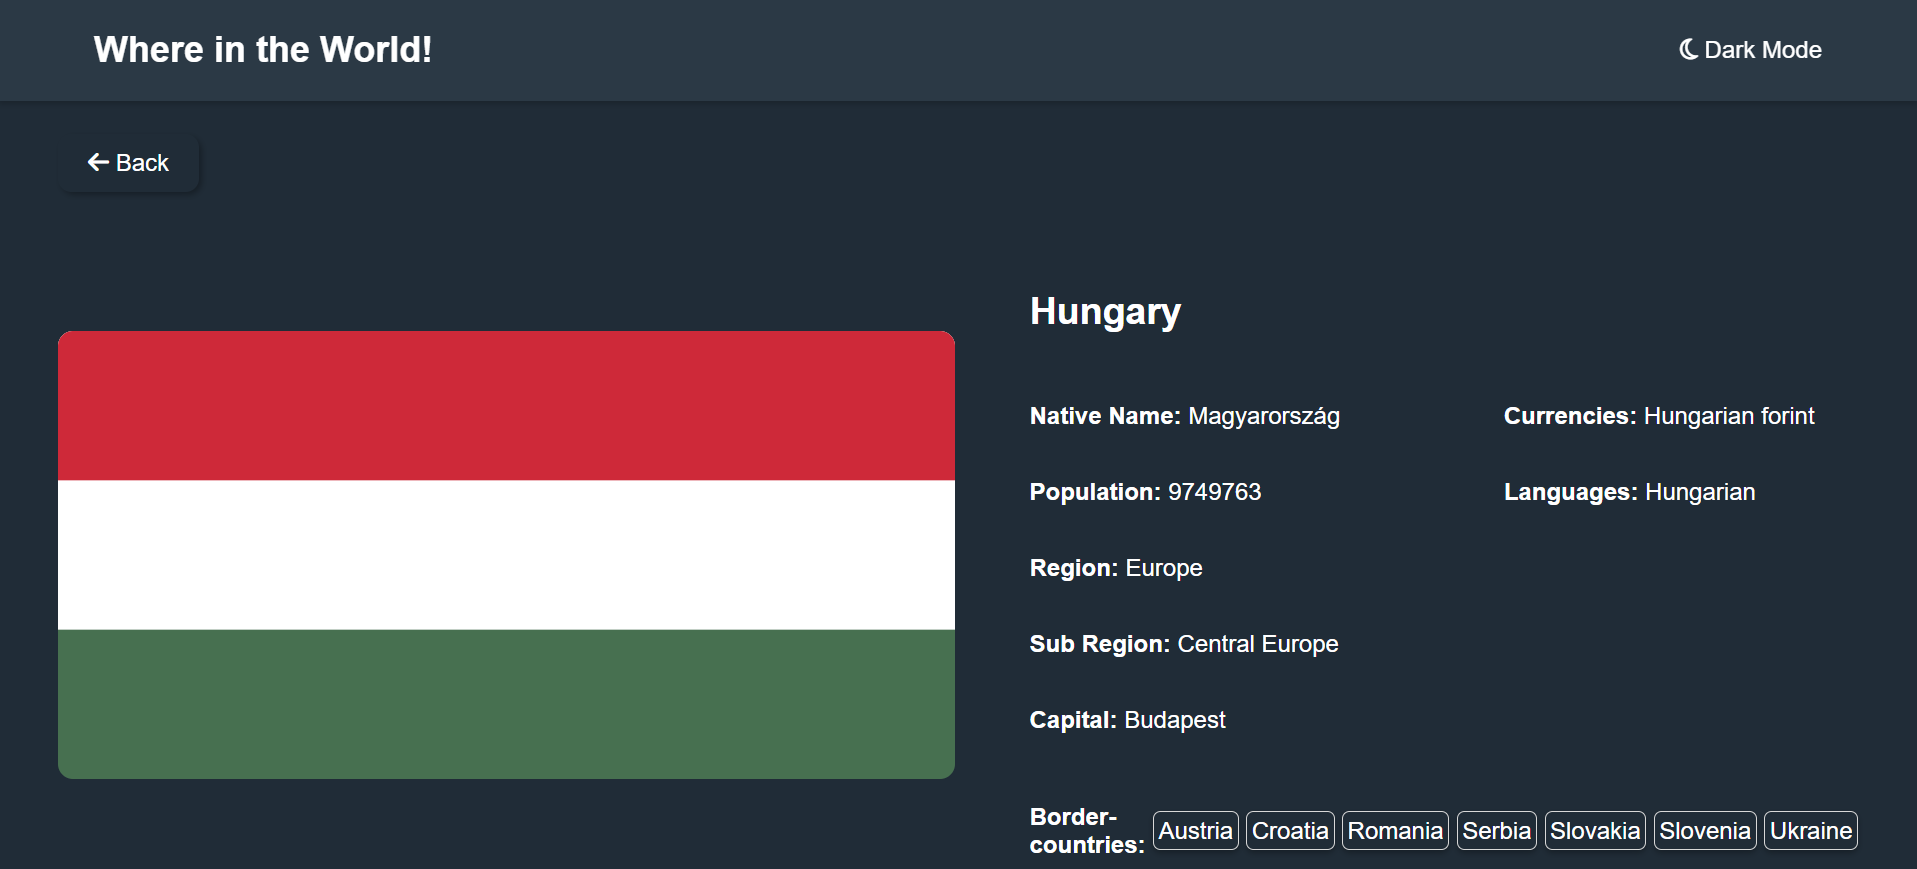 Where in the World!
Dark Mode
Back
Hungary
Native Name: Magyarország
Currencies: Hungarian forint
Population: 9749763
Languages: Hungarian
Region: Europe
Sub Region: Central Europe
Capital: Budapest
Border-
countries:
Austria Croatia Romania Serbia Slovakia Slovenia Ukraine